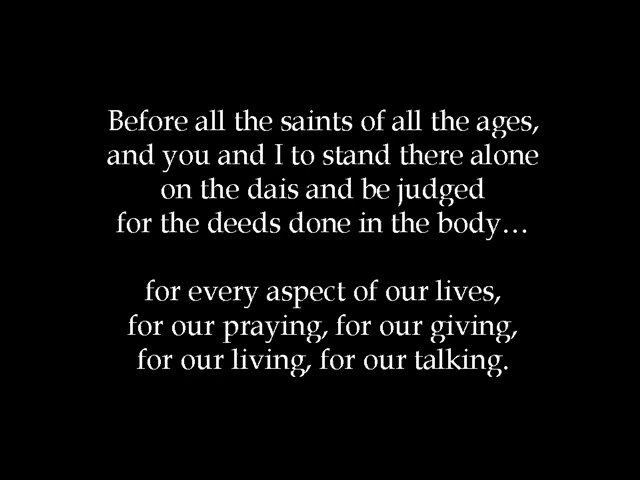 Before all the saints of all the ages,
and you and I to stand there alone
on the dais and be judged
for the deeds done in the body…
for every aspect of our lives,
for our praying, for our giving,
for our living, for our talking.